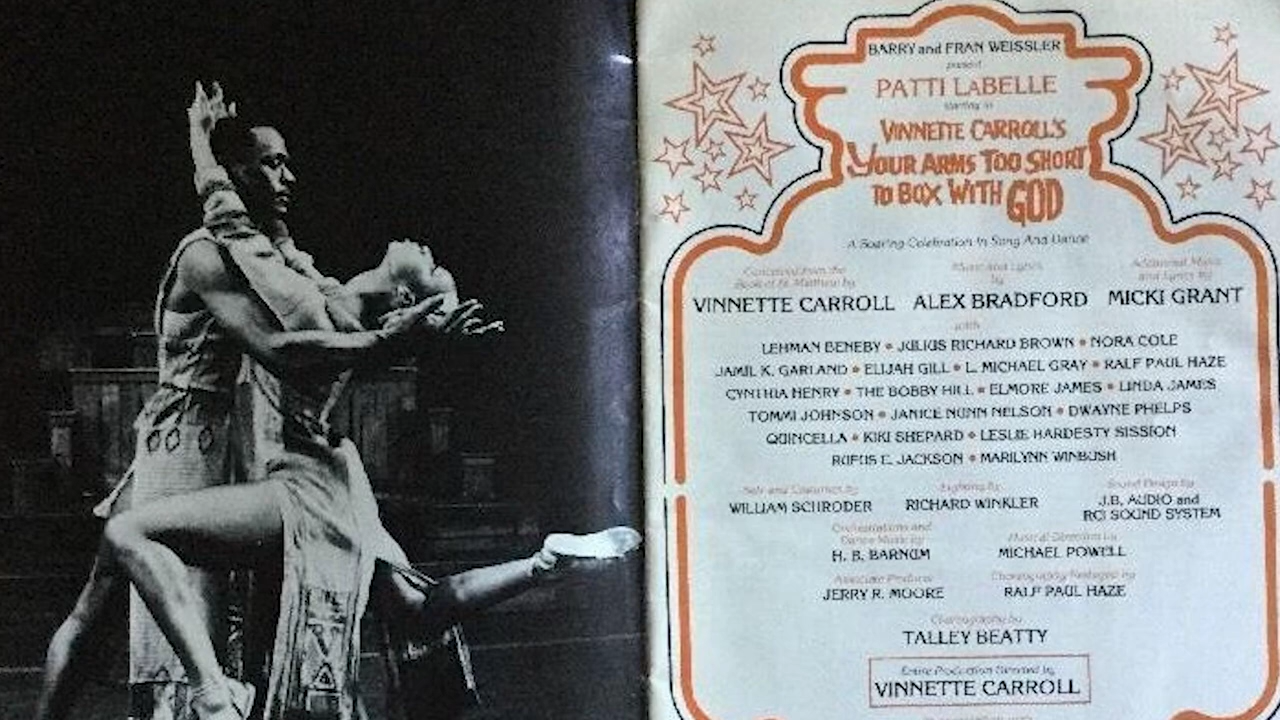 BARRY and FRAN WEISSLER
present
PATTI LaBELLE
starring in
VINNETTE CARROLL'S
YOUR ARMS TOO SHORT
TO BOX WITH GOD
A Soaring Celebration In Song And Dance
Conceived from the Music and Lyrics Additional Music
Book of St. Matthew by by and Lyrics by
VINNETTE CARROLL ALEX BRADFORD MICKI GRANT
with
LEHMAN BENEBY • JULIUS RICHARD BROWN • NORA COLE
JAMIL K. GARLAND • ELIJAH GILL • L. MICHAEL GRAY • RALF PAUL HAZE
CYNTHIA HENRY • THE BOBBY HILL • ELMORE JAMES • LINDA JAMES
TOMMI JOHNSON • JANICE NUNN NELSON • DWAYNE PHELPS
QUINCELLA • KIKI SHEPARD • LESLIE HARDESTY SISSION
RUFUS E. JACKSON • MARILYNN WINBUSH
Sets and Costumes by Lighting by Sound Design by
WILLIAM SCHRODER RICHARD WINKLER J.B. AUDIO and
RCI SOUND SYSTEM
Orchestrations and
Dance Music by Musical Direction by
H. B. BARNUM MICHAEL POWELL
Associate Producer Choreography Restaged by
JERRY R. MOORE RALF PAUL HAZE
Choreography by
TALLEY BEATTY
Entire Production Directed by
VINNETTE CARROLL